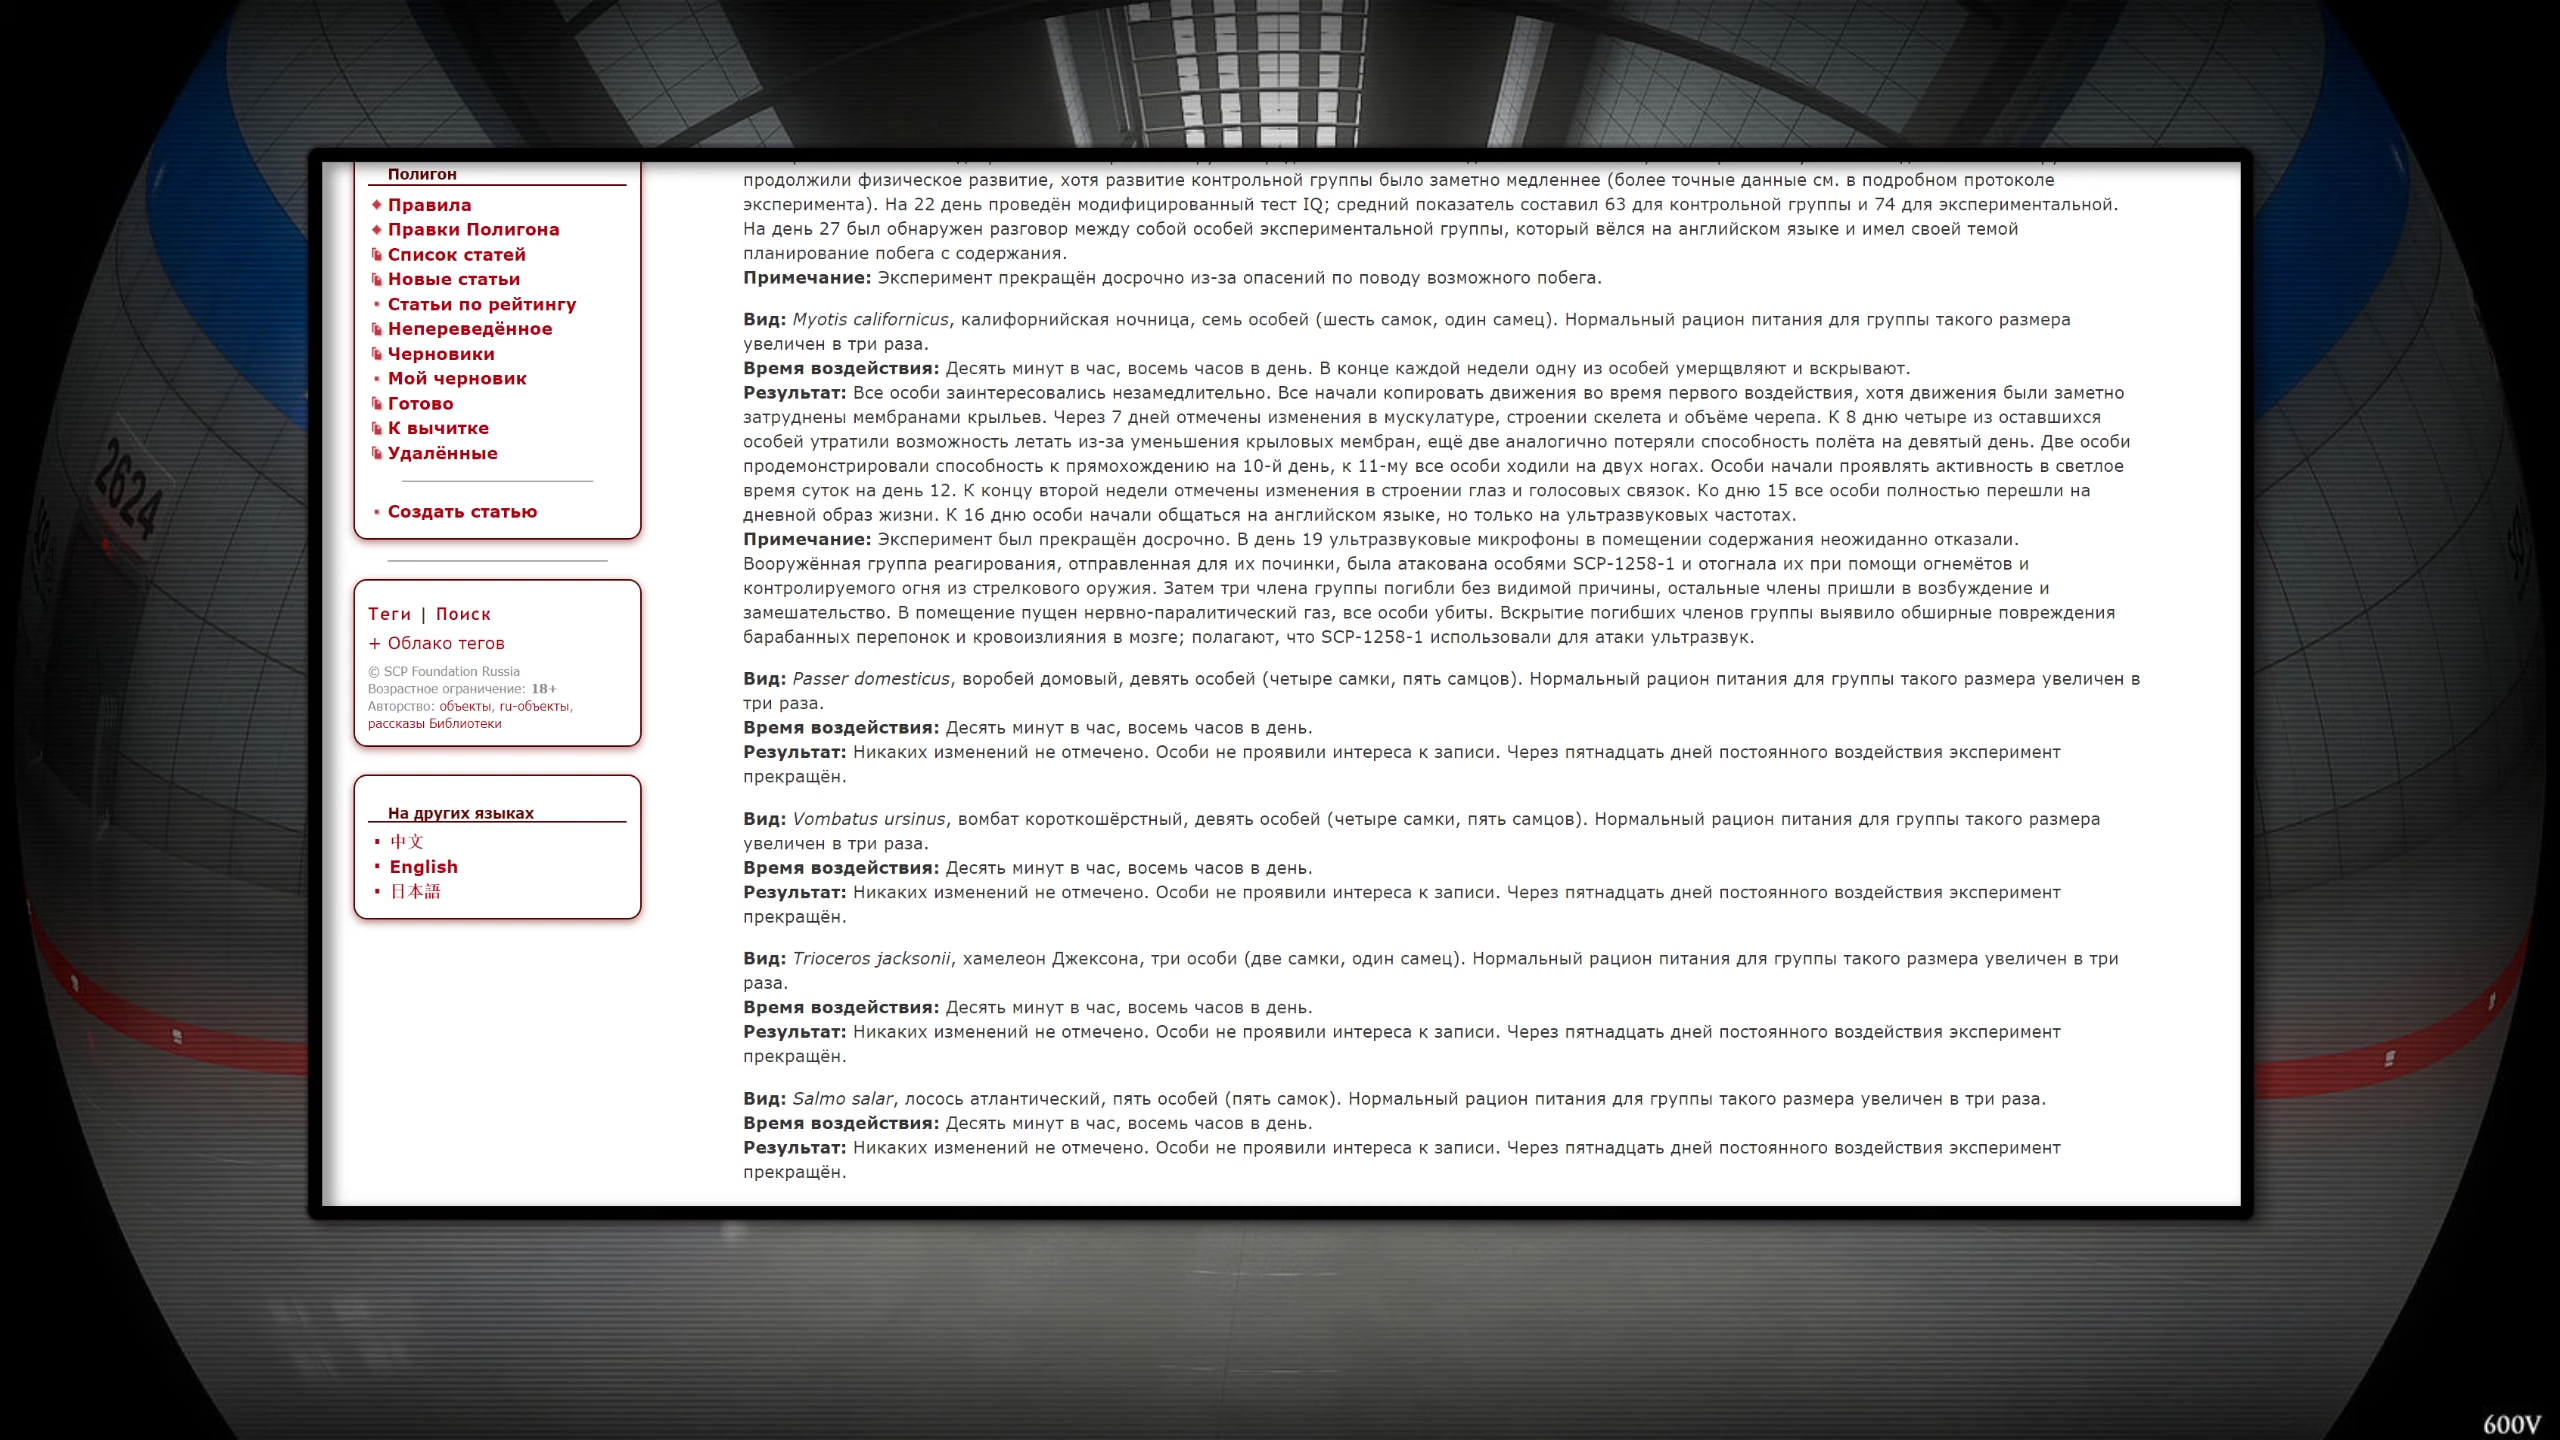 Полигон
Правила
Правки Полигона
Список статей
Новые статьи
Статьи по рейтингу
Непереведённое
Черновики
Мой черновик
Готово
К вычитке
Удалённые
Создать статью
Теги | Поиск
+ Облако тегов
© SCP Foundation Russia
Возрастное ограничение: 18+
Авторство: объекты, ru-объекты,
рассказы Библиотеки
На других языках
中文
English
日本語
продолжили физическое развитие, хотя развитие контрольной группы было заметно медленнее (более точные данные см. в подробном протоколе
эксперимента). На 22 день проведён модифицированный тест IQ; средний показатель составил 63 для контрольной группы и 74 для экспериментальной.
На день 27 был обнаружен разговор между собой особей экспериментальной группы, который вёлся на английском языке и имел своей темой
планирование побега с содержания.
Примечание: Эксперимент прекращён досрочно из-за опасений по поводу возможного побега.
Вид: Myotis californicus, калифорнийская ночница, семь особей (шесть самок, один самец). Нормальный рацион питания для группы такого размера
увеличен в три раза.
Время воздействия: Десять минут в час, восемь часов в день. В конце каждой недели одну из особей умерщвляют и вскрывают.
Результат: Все особи заинтересовались незамедлительно. Все начали копировать движения во время первого воздействия, хотя движения были заметно
затруднены мембранами крыльев. Через 7 дней отмечены изменения в мускулатуре, строении скелета и объёме черепа. К 8 дню четыре из оставшихся
особей утратили возможность летать из-за уменьшения крыловых мембран, ещё две аналогично потеряли способность полёта на девятый день. Две особи
продемонстрировали способность к прямохождению на 10-й день, к 11-му все особи ходили на двух ногах. Особи начали проявлять активность в светлое
время суток на день 12. К концу второй недели отмечены изменения в строении глаз и голосовых связок. Ко дню 15 все особи полностью перешли на
дневной образ жизни. К 16 дню особи начали общаться на английском языке, но только на ультразвуковых частотах.
Примечание: Эксперимент был прекращён досрочно. В день 19 ультразвуковые микрофоны в помещении содержания неожиданно отказали.
Вооружённая группа реагирования, отправленная для их починки, была атакована особями SCP-1258-1 и отогнала их при помощи огнемётов и
контролируемого огня из стрелкового оружия. Затем три члена группы погибли без видимой причины, остальные члены пришли в возбуждение и
замешательство. В помещение пущен нервно-паралитический газ, все особи убиты. Вскрытие погибших членов группы выявило обширные повреждения
барабанных перепонок и кровоизлияния в мозге; полагают, что SCP-1258-1 использовали для атаки ультразвук.
Вид: Passer domesticus, воробей домовый, девять особей (четыре самки, пять самцов). Нормальный рацион питания для группы такого размера увеличен в
три раза.
Время воздействия: Десять минут в час, восемь часов в день.
Результат: Никаких изменений не отмечено. Особи не проявили интереса к записи. Через пятнадцать дней постоянного воздействия эксперимент
прекращён.
Вид: Vombatus ursinus, вомбат короткошёрстный, девять особей (четыре самки, пять самцов). Нормальный рацион питания для группы такого размера
увеличен в три раза.
Время воздействия: Десять минут в час, восемь часов в день.
Результат: Никаких изменений не отмечено. Особи не проявили интереса к записи. Через пятнадцать дней постоянного воздействия эксперимент
прекращён.
Вид: Trioceros jacksonii, хамелеон Джексона, три особи (две самки, один самец). Нормальный рацион питания для группы такого размера увеличен в три
раза.
Время воздействия: Десять минут в час, восемь часов в день.
Результат: Никаких изменений не отмечено. Особи не проявили интереса к записи. Через пятнадцать дней постоянного воздействия эксперимент
прекращён.
Вид: Salmo salar, лосось атлантический, пять особей (пять самок). Нормальный рацион питания для группы такого размера увеличен в три раза.
Время воздействия: Десять минут в час, восемь часов в день.
Результат: Никаких изменений не отмечено. Особи не проявили интереса к записи. Через пятнадцать дней постоянного воздействия эксперимент
прекращён.
2624
600V